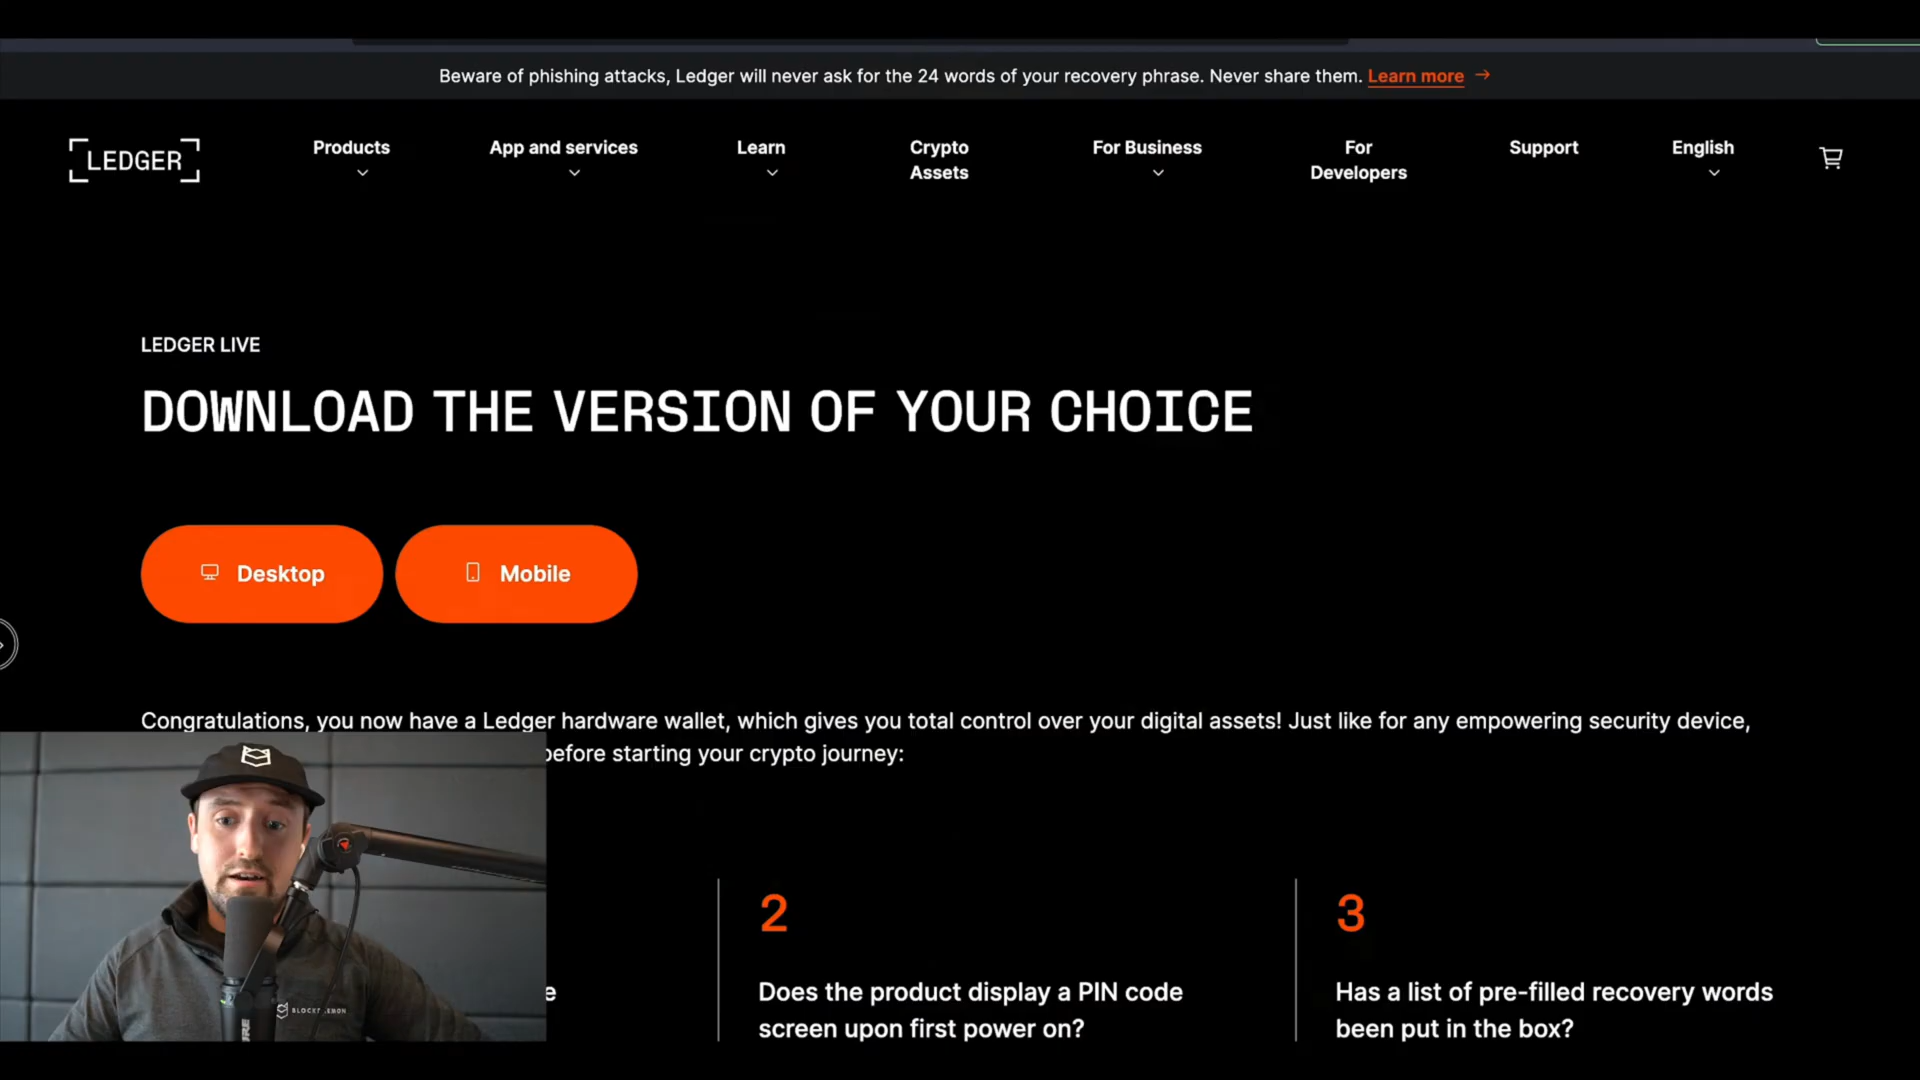 Beware of phishing attacks, Ledger will never ask for the 24 words of your recovery phrase. Never share them. Learn more →
LEDGER
Products
App and services
Learn
Crypto
Assets
For Business
For
Developers
Support
English
LEDGER LIVE
DOWNLOAD THE VERSION OF YOUR CHOICE
Desktop
Mobile
Congratulations, you now have a Ledger hardware wallet, which gives you total control over your digital assets! Just like for any empowering security device,
before starting your crypto journey:
2
3
e
Does the product display a PIN code
screen upon first power on?
Has a list of pre-filled recovery words
been put in the box?